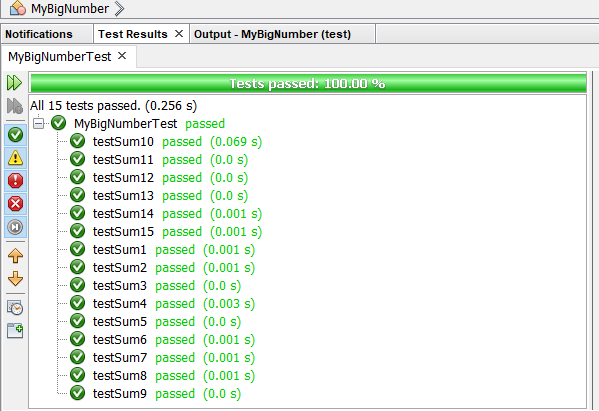 MyBigNumber
Notifications Test Results Output - MyBigNumber (test)
MyBigNumberTest
Tests passed: 100.00 %
All 15 tests passed. (0.256 s)
MyBigNumberTest passed
testSum10 passed (0.069 s)
testSum11 passed (0.0 s)
testSum12 passed (0.0 s)
testSum13 passed (0.0 s)
testSum14 passed (0.001 s)
testSum15 passed (0.001 s)
testSum1 passed (0.001 s)
testSum2 passed (0.001 s)
testSum3 passed (0.0 s)
testSum4 passed (0.003 s)
testSum5 passed (0.0 s)
testSum6 passed (0.001 s)
testSum7 passed (0.001 s)
testSum8 passed (0.001 s)
testSum9 passed (0.0 s)